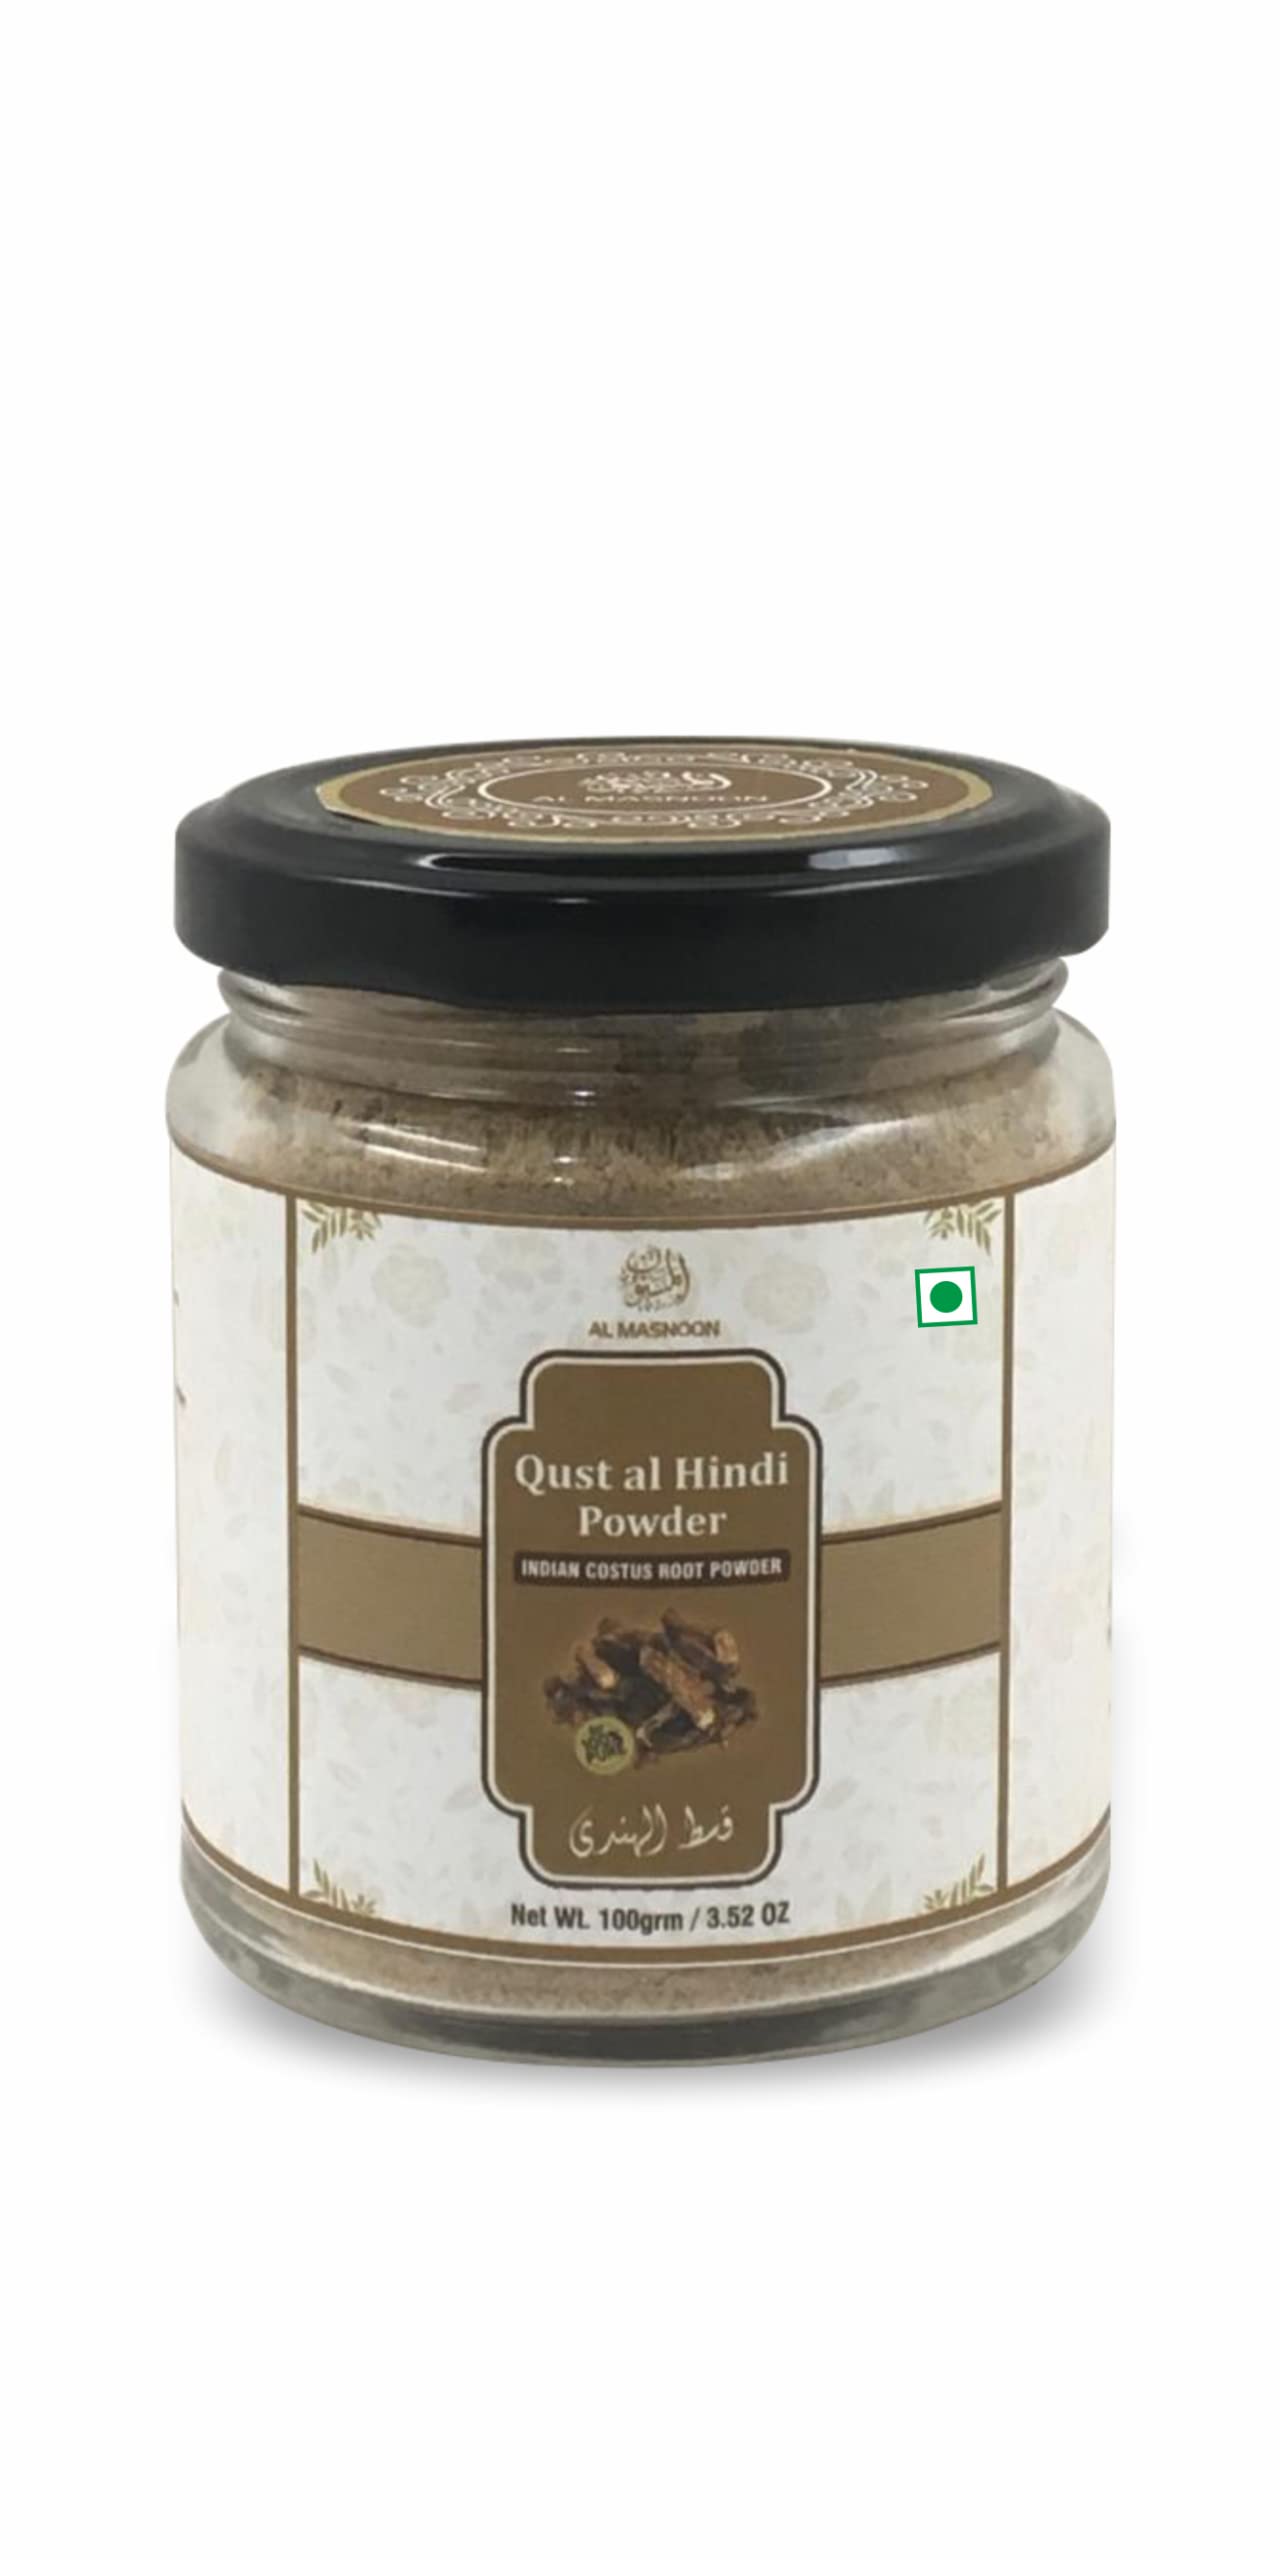 AL MASNOON
AL MASNOON
Qust al Hindi
Powder
INDIAN COSTUS ROOT POWDER
قسط الهندى
Net Wt. 100grm / 3.52 OZ